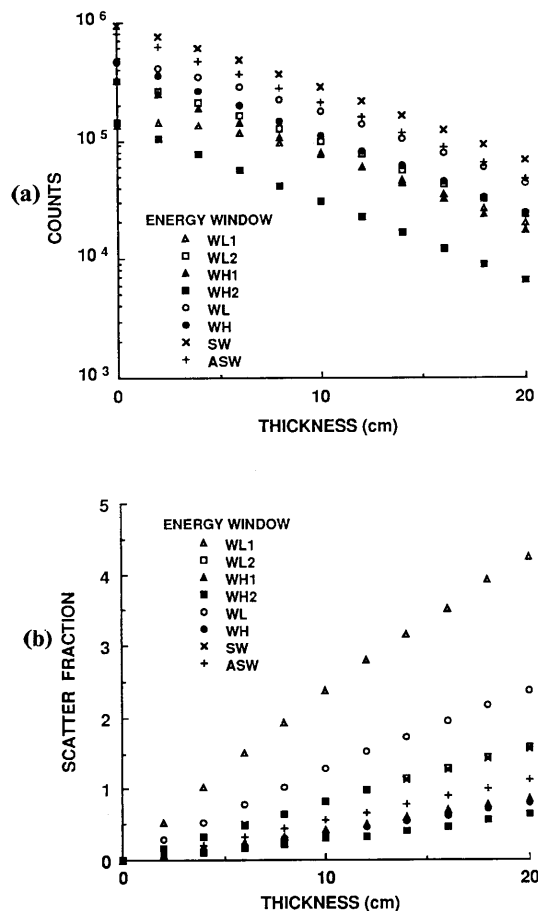 (a)
COUNTS
10^6
10^5
10^4
10^3
ENERGY WINDOW
WL1
WL2
WH1
WH2
WL
WH
SW
ASW
0 10 20
THICKNESS (cm)
(b)
SCATTER FRACTION
5
4
3
2
1
0
ENERGY WINDOW
WL1
WL2
WH1
WH2
WL
WH
SW
ASW
0 10 20
THICKNESS (cm)